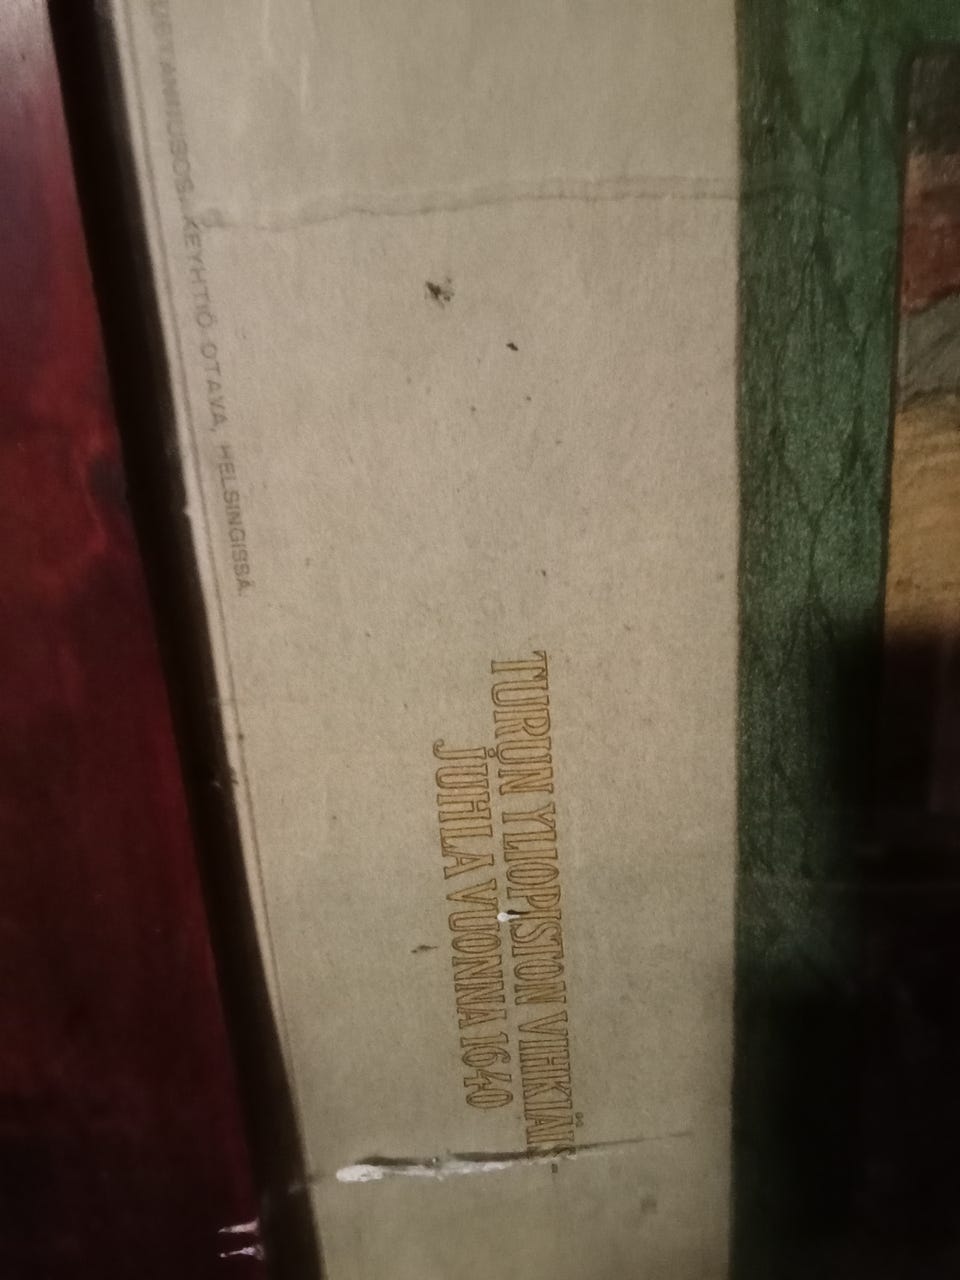 TURUN YLIOPISTON VIHKIÄIS-
JUHLA VUONNA 1640
OTAVA, HELSINGISSÄ.